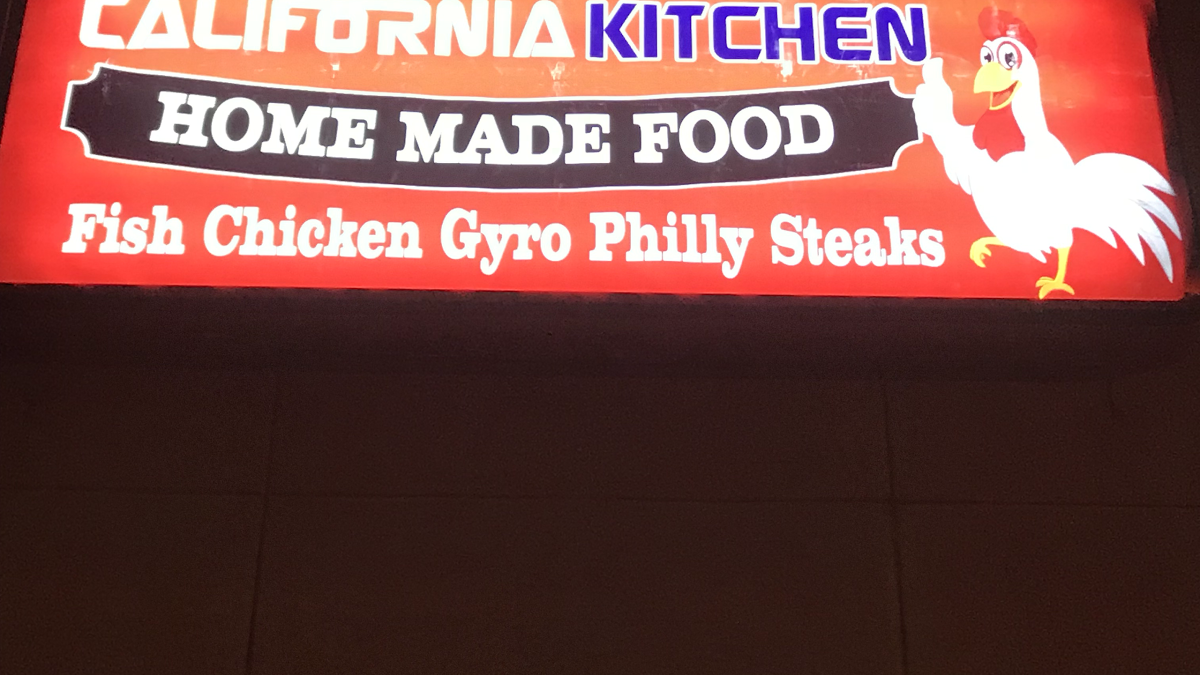 CALIFORNIA KITCHEN
HOME MADE FOOD
Fish Chicken Gyro Philly Steaks